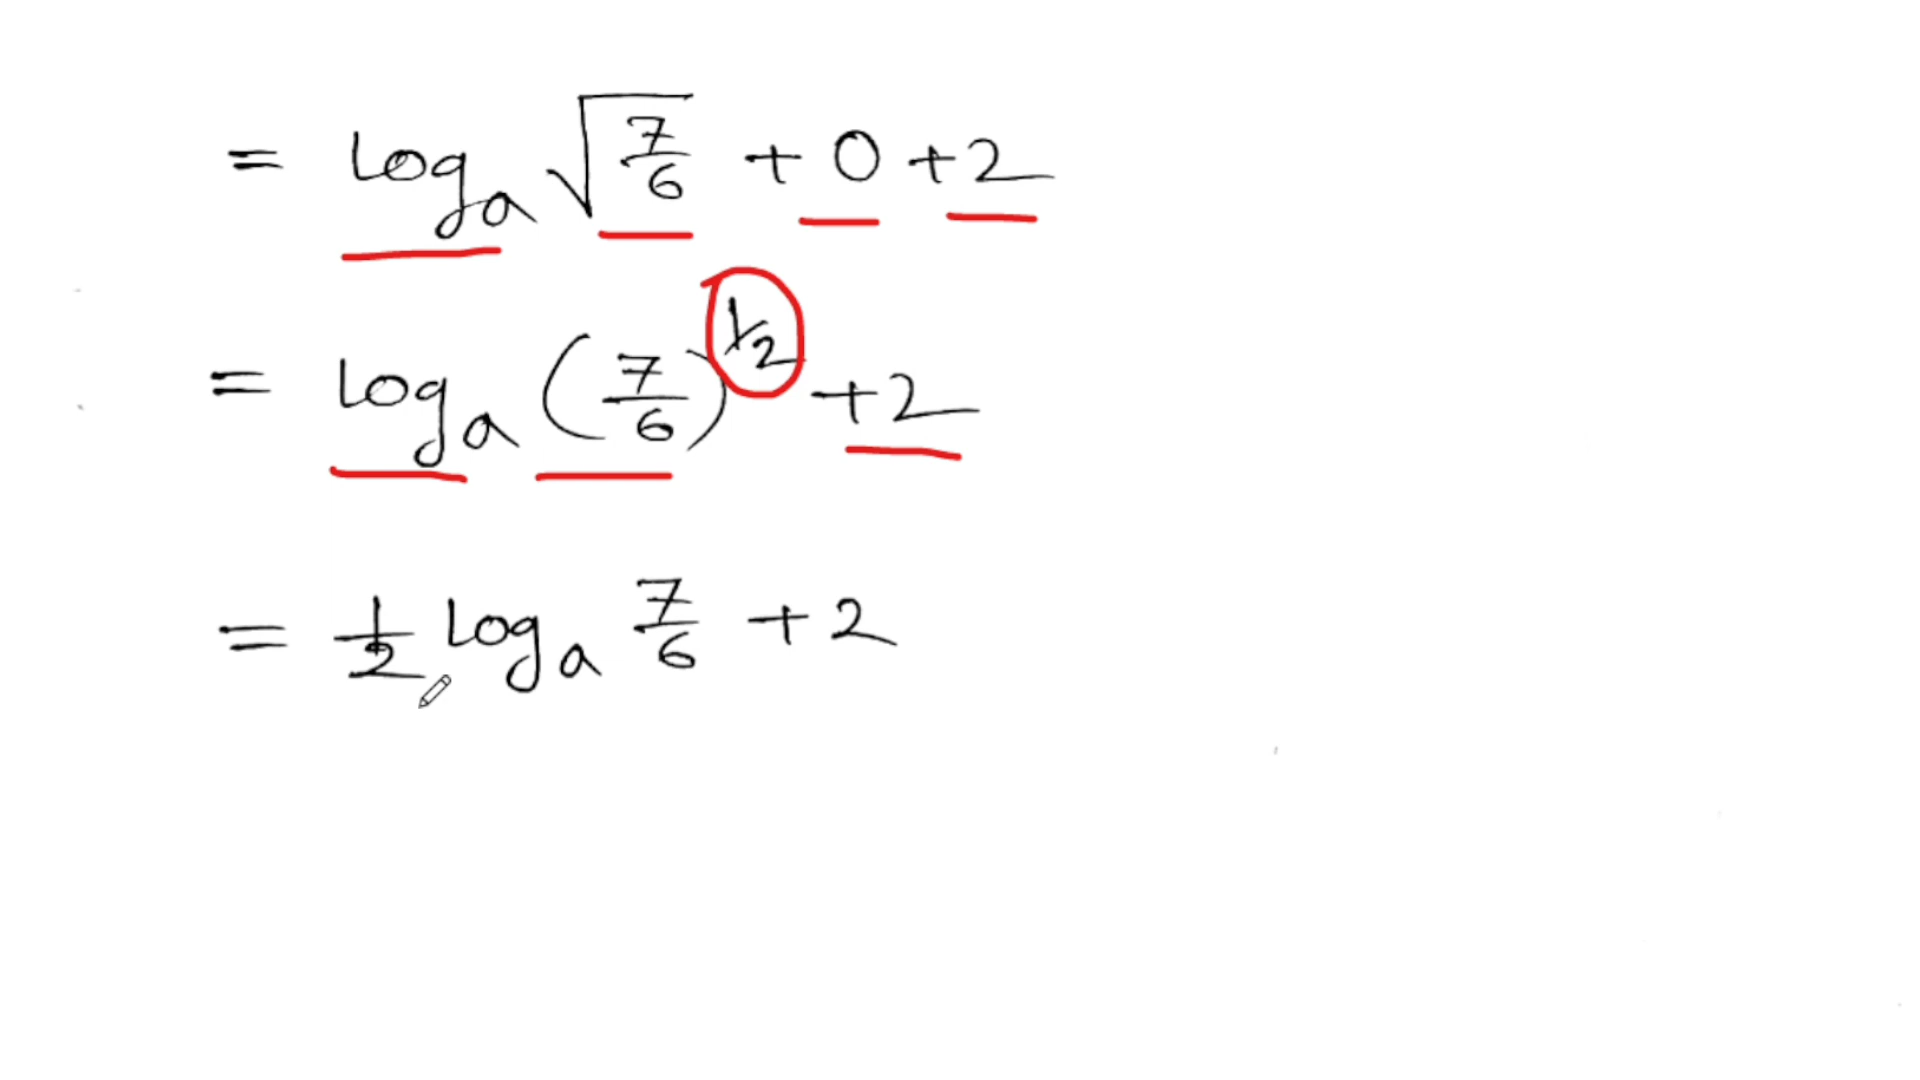 = log_a √(7/6) + 0 + 2
= log_a (7/6)^(1/2) + 2
= 1/2 log_a 7/6 + 2